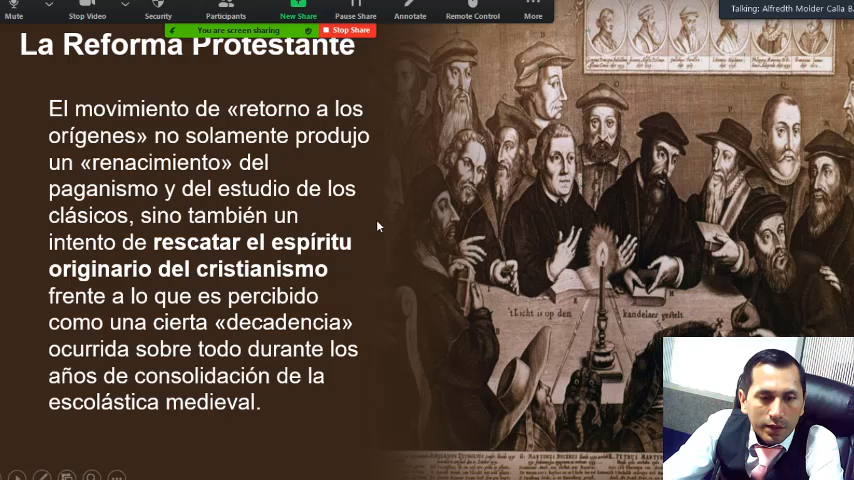 Mute
Stop Video
Security
Participants
New Share
Pause Share
Annotate
Remote Control
More
Talking: Alfredth Molder Calla B
You are screen sharing
Stop Share
La Reforma Protestante
El movimiento de «retorno a los
orígenes» no solamente produjo
un «renacimiento» del
paganismo y del estudio de los
clásicos, sino también un
intento de rescatar el espíritu
originario del cristianismo
frente a lo que es percibido
como una cierta «decadencia»
ocurrida sobre todo durante los
años de consolidación de la
escolástica medieval.
't Licht is op den kandelaer gestelt